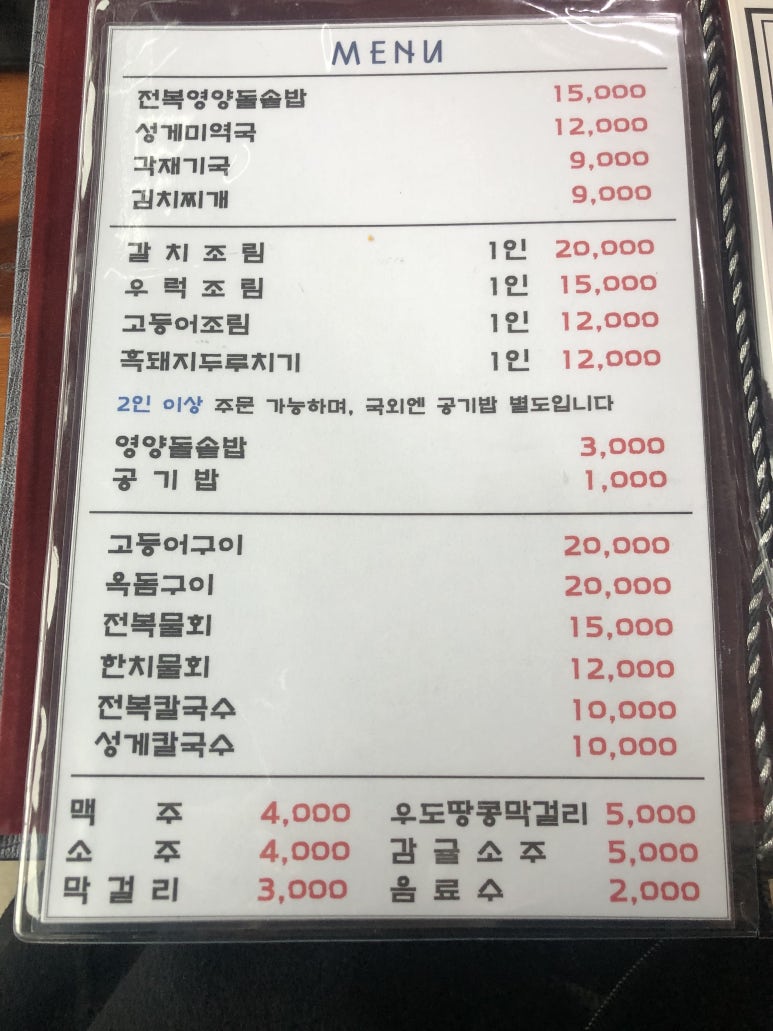 MENU
전복영양돌솥밥 15,000
성게미역국 12,000
각재기국 9,000
김치찌개 9,000
갈치조림 1인 20,000
우럭조림 1인 15,000
고등어조림 1인 12,000
흑돼지두루치기 1인 12,000
2인 이상 주문 가능하며, 국외엔 공기밥 별도입니다
영양돌솥밥 3,000
공기밥 1,000
고등어구이 20,000
옥돔구이 20,000
전복물회 15,000
한치물회 12,000
전복칼국수 10,000
성게칼국수 10,000
맥주 4,000 우도땅콩막걸리 5,000
소주 4,000 감귤소주 5,000
막걸리 3,000 음료수 2,000